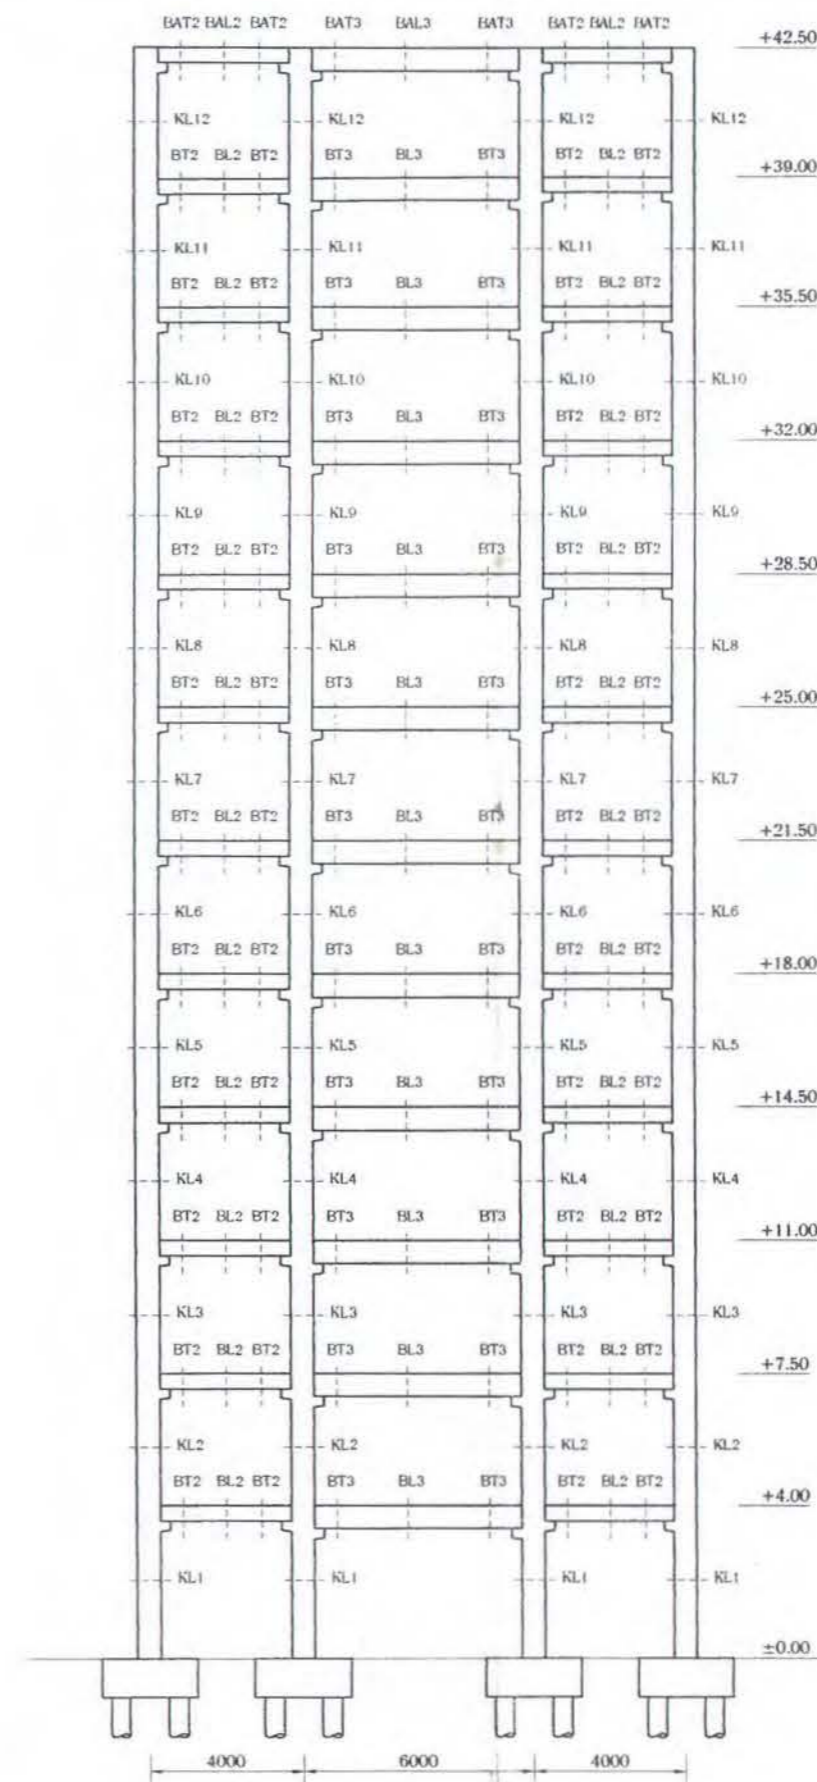 BAT2 BAL2 BAT2 BAT3 BAL3 BAT3 BAT2 BAL2 BAT2
+42.50
KL12 KL12 KL12 KL12
BT2 BL2 BT2 BT3 BL3 BT3 BT2 BL2 BT2
+39.00
KL11 KL11 KL11 KL11
BT2 BL2 BT2 BT3 BL3 BT3 BT2 BL2 BT2
+35.50
KL10 KL10 KL10 KL10
BT2 BL2 BT2 BT3 BL3 BT3 BT2 BL2 BT2
+32.00
KL9 KL9 KL9 KL9
BT2 BL2 BT2 BT3 BL3 BT3 BT2 BL2 BT2
+28.50
KL8 KL8 KL8 KL8
BT2 BL2 BT2 BT3 BL3 BT3 BT2 BL2 BT2
+25.00
KL7 KL7 KL7 KL7
BT2 BL2 BT2 BT3 BL3 BT3 BT2 BL2 BT2
+21.50
KL6 KL6 KL6 KL6
BT2 BL2 BT2 BT3 BL3 BT3 BT2 BL2 BT2
+18.00
KL5 KL5 KL5 KL5
BT2 BL2 BT2 BT3 BL3 BT3 BT2 BL2 BT2
+14.50
KL4 KL4 KL4 KL4
BT2 BL2 BT2 BT3 BL3 BT3 BT2 BL2 BT2
+11.00
KL3 KL3 KL3 KL3
BT2 BL2 BT2 BT3 BL3 BT3 BT2 BL2 BT2
+7.50
KL2 KL2 KL2 KL2
BT2 BL2 BT2 BT3 BL3 BT3 BT2 BL2 BT2
+4.00
KL1 KL1 KL1 KL1
±0.00
4000 6000 4000